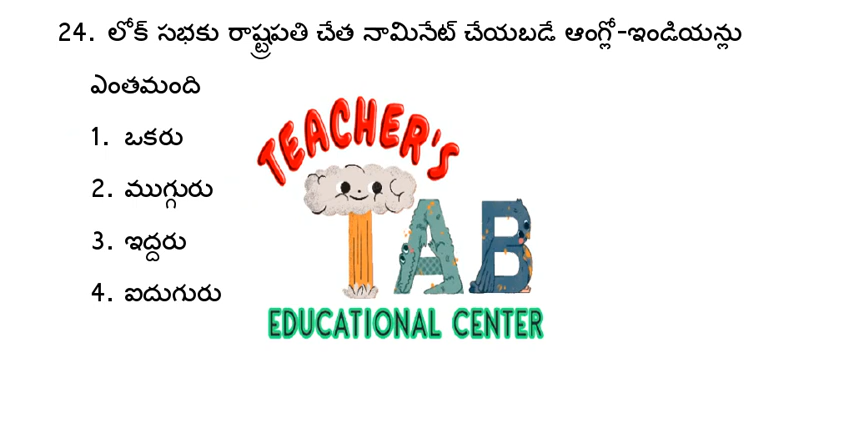 24. లోక్ సభకు రాష్ట్రపతి చేత నామినేట్ చేయబడే ఆంగ్లో-ఇండియన్లు
ఎంతమంది
1. ఒకరు
2. ముగ్గురు
3. ఇద్దరు
4. ఐదుగురు
TEACHER'S
TAB
EDUCATIONAL CENTER